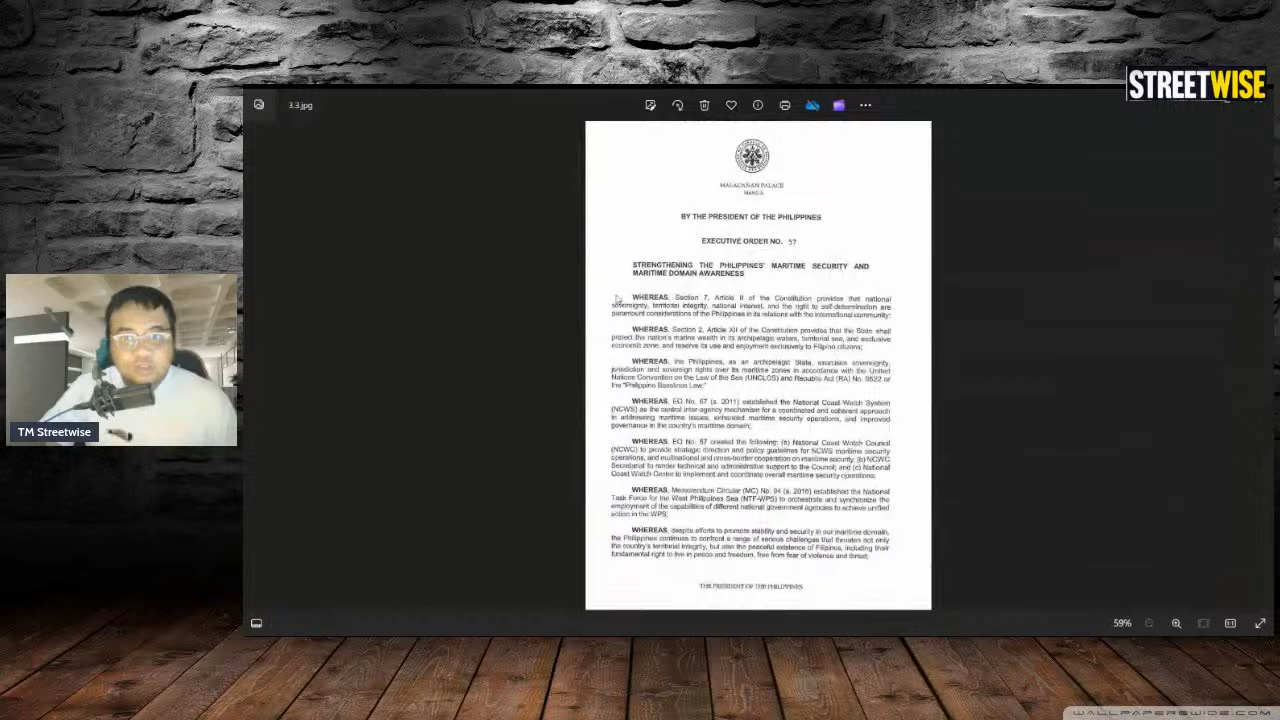 STREETWISE
3.3.jpg
MALACAÑAN PALACE
MANILA
BY THE PRESIDENT OF THE PHILIPPINES
EXECUTIVE ORDER NO. 57
STRENGTHENING THE PHILIPPINES' MARITIME SECURITY AND
MARITIME DOMAIN AWARENESS
WHEREAS, Section 7, Article II of the Constitution provides that national
sovereignty, territorial integrity, national interest, and the right to self-determination are
paramount considerations of the Philippines in its relations with the international community;
WHEREAS, Section 2, Article XII of the Constitution provides that the State shall
protect the nation's marine wealth in its archipelagic waters, territorial sea, and exclusive
economic zone, and reserve its use and enjoyment exclusively to Filipino citizens;
WHEREAS, the Philippines, as an archipelagic State, exercises sovereignty,
jurisdiction and sovereign rights over its maritime zones in accordance with the United
Nations Convention on the Law of the Sea (UNCLOS) and Republic Act (RA) No. 9522 or
the "Philippine Baselines Law;"
WHEREAS, EO No. 57 (s. 2011) established the National Coast Watch System
(NCWS) as the central inter-agency mechanism for a coordinated and coherent approach
in addressing maritime issues, enhanced maritime security operations, and improved
governance in the country's maritime domain;
WHEREAS, EO No. 57 created the following: (a) National Coast Watch Council
(NCWC) to provide strategic direction and policy guidelines for NCWS maritime security
operations, and multinational and cross-border cooperation on maritime security; (b) NCWC
Secretariat to render technical and administrative support to the Council; and (c) National
Coast Watch Center to implement and coordinate overall maritime security operations;
WHEREAS, Memorandum Circular (MC) No. 94 (s. 2016) established the National
Task Force for the West Philippines Sea (NTF-WPS) to orchestrate and synchronize the
employment of the capabilities of different national government agencies to achieve unified
action in the WPS;
WHEREAS, despite efforts to promote stability and security in our maritime domain,
the Philippines continues to confront a range of serious challenges that threaten not only
the country's territorial integrity, but also the peaceful existence of Filipinos, including their
fundamental right to live in peace and freedom, free from fear of violence and threat;
THE PRESIDENT OF THE PHILIPPINES
TM Streetwise
59%
WALLPAPERSWIDE.COM